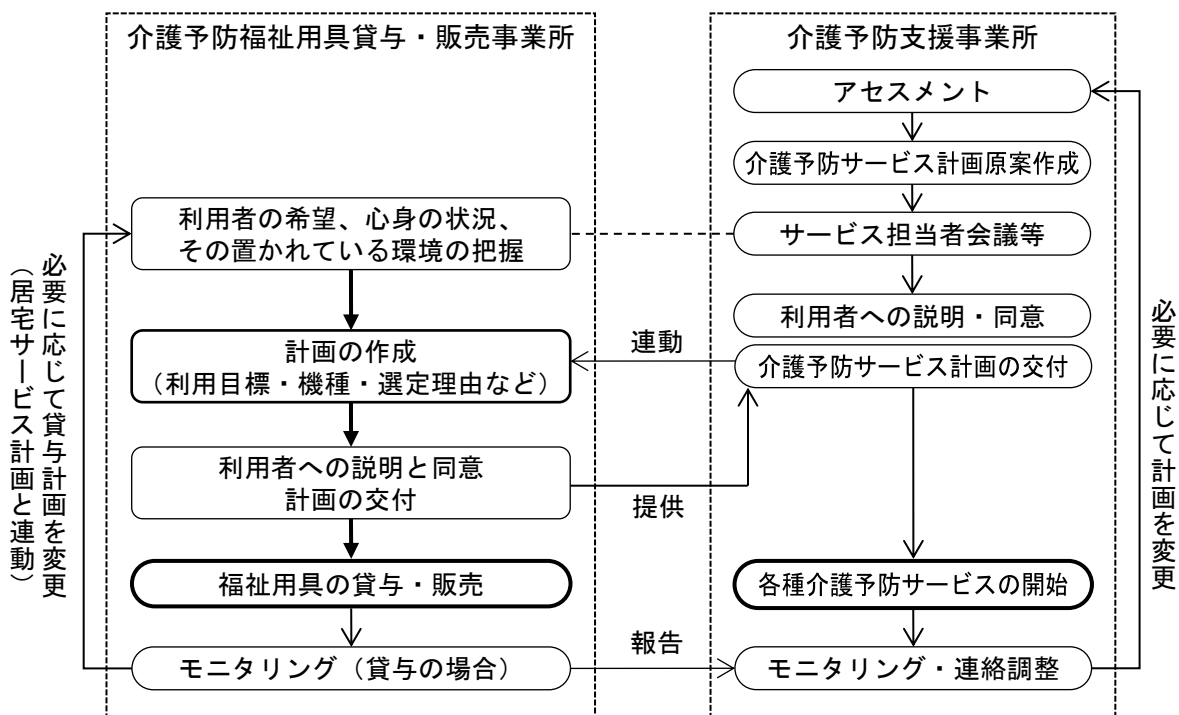 介護予防福祉用具貸与・販売事業所
利用者の希望、心身の状況、
その置かれている環境の把握
計画の作成
（利用目標・機種・選定理由など）
利用者への説明と同意
計画の交付
福祉用具の貸与・販売
モニタリング（貸与の場合）
必要に応じて貸与計画を変更
（居宅サービス計画と連動）
連動
提供
報告
介護予防支援事業所
アセスメント
介護予防サービス計画原案作成
サービス担当者会議等
利用者への説明・同意
介護予防サービス計画の交付
各種介護予防サービスの開始
モニタリング・連絡調整
必要に応じて計画を変更